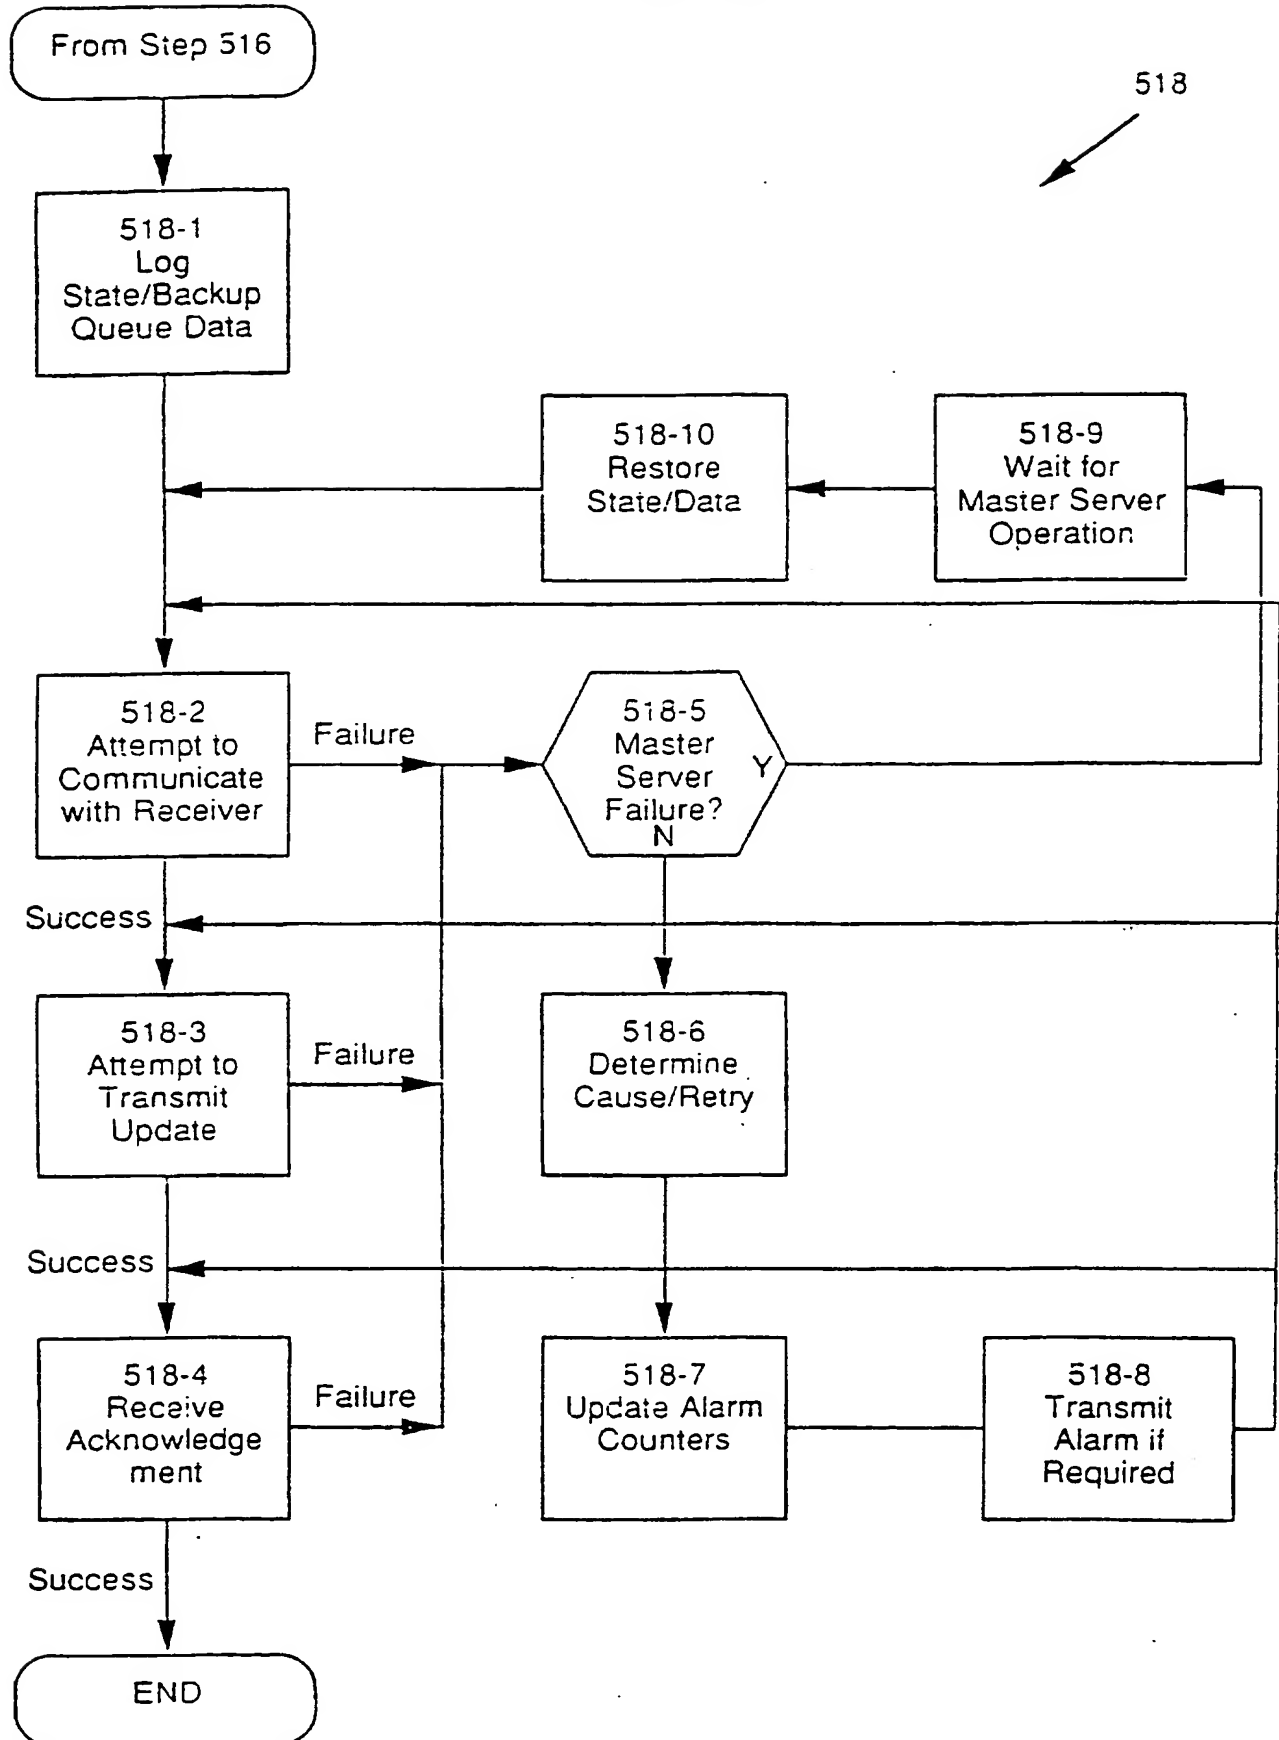 From Step 516
518
518-1
Log
State/Backup
Queue Data
518-10
Restore
State/Data
518-9
Wait for
Master Server
Operation
518-2
Attempt to
Communicate
with Receiver
Failure
518-5
Master
Server
Failure?
Y
N
Success
518-3
Attempt to
Transmit
Update
Failure
518-6
Determine
Cause/Retry
Success
518-4
Receive
Acknowledge
ment
Failure
518-7
Update Alarm
Counters
518-8
Transmit
Alarm if
Required
Success
END